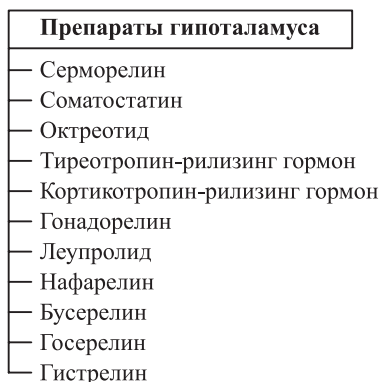 Препараты гипоталамуса
Серморелин
Соматостатин
Октреотид
Тиреотропин-рилизинг гормон
Кортикотропин-рилизинг гормон
Гонадорелин
Леупролид
Нафарелин
Бусерелин
Госерелин
Гистрелин